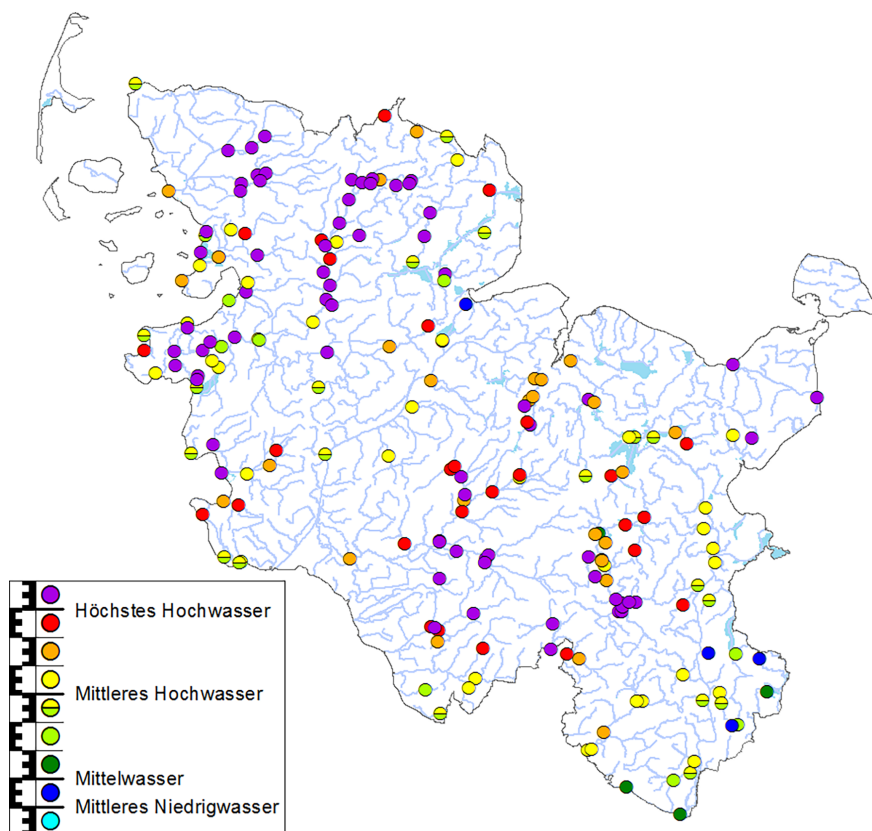 Höchstes Hochwasser
Mittleres Hochwasser
Mittelwasser
Mittleres Niedrigwasser